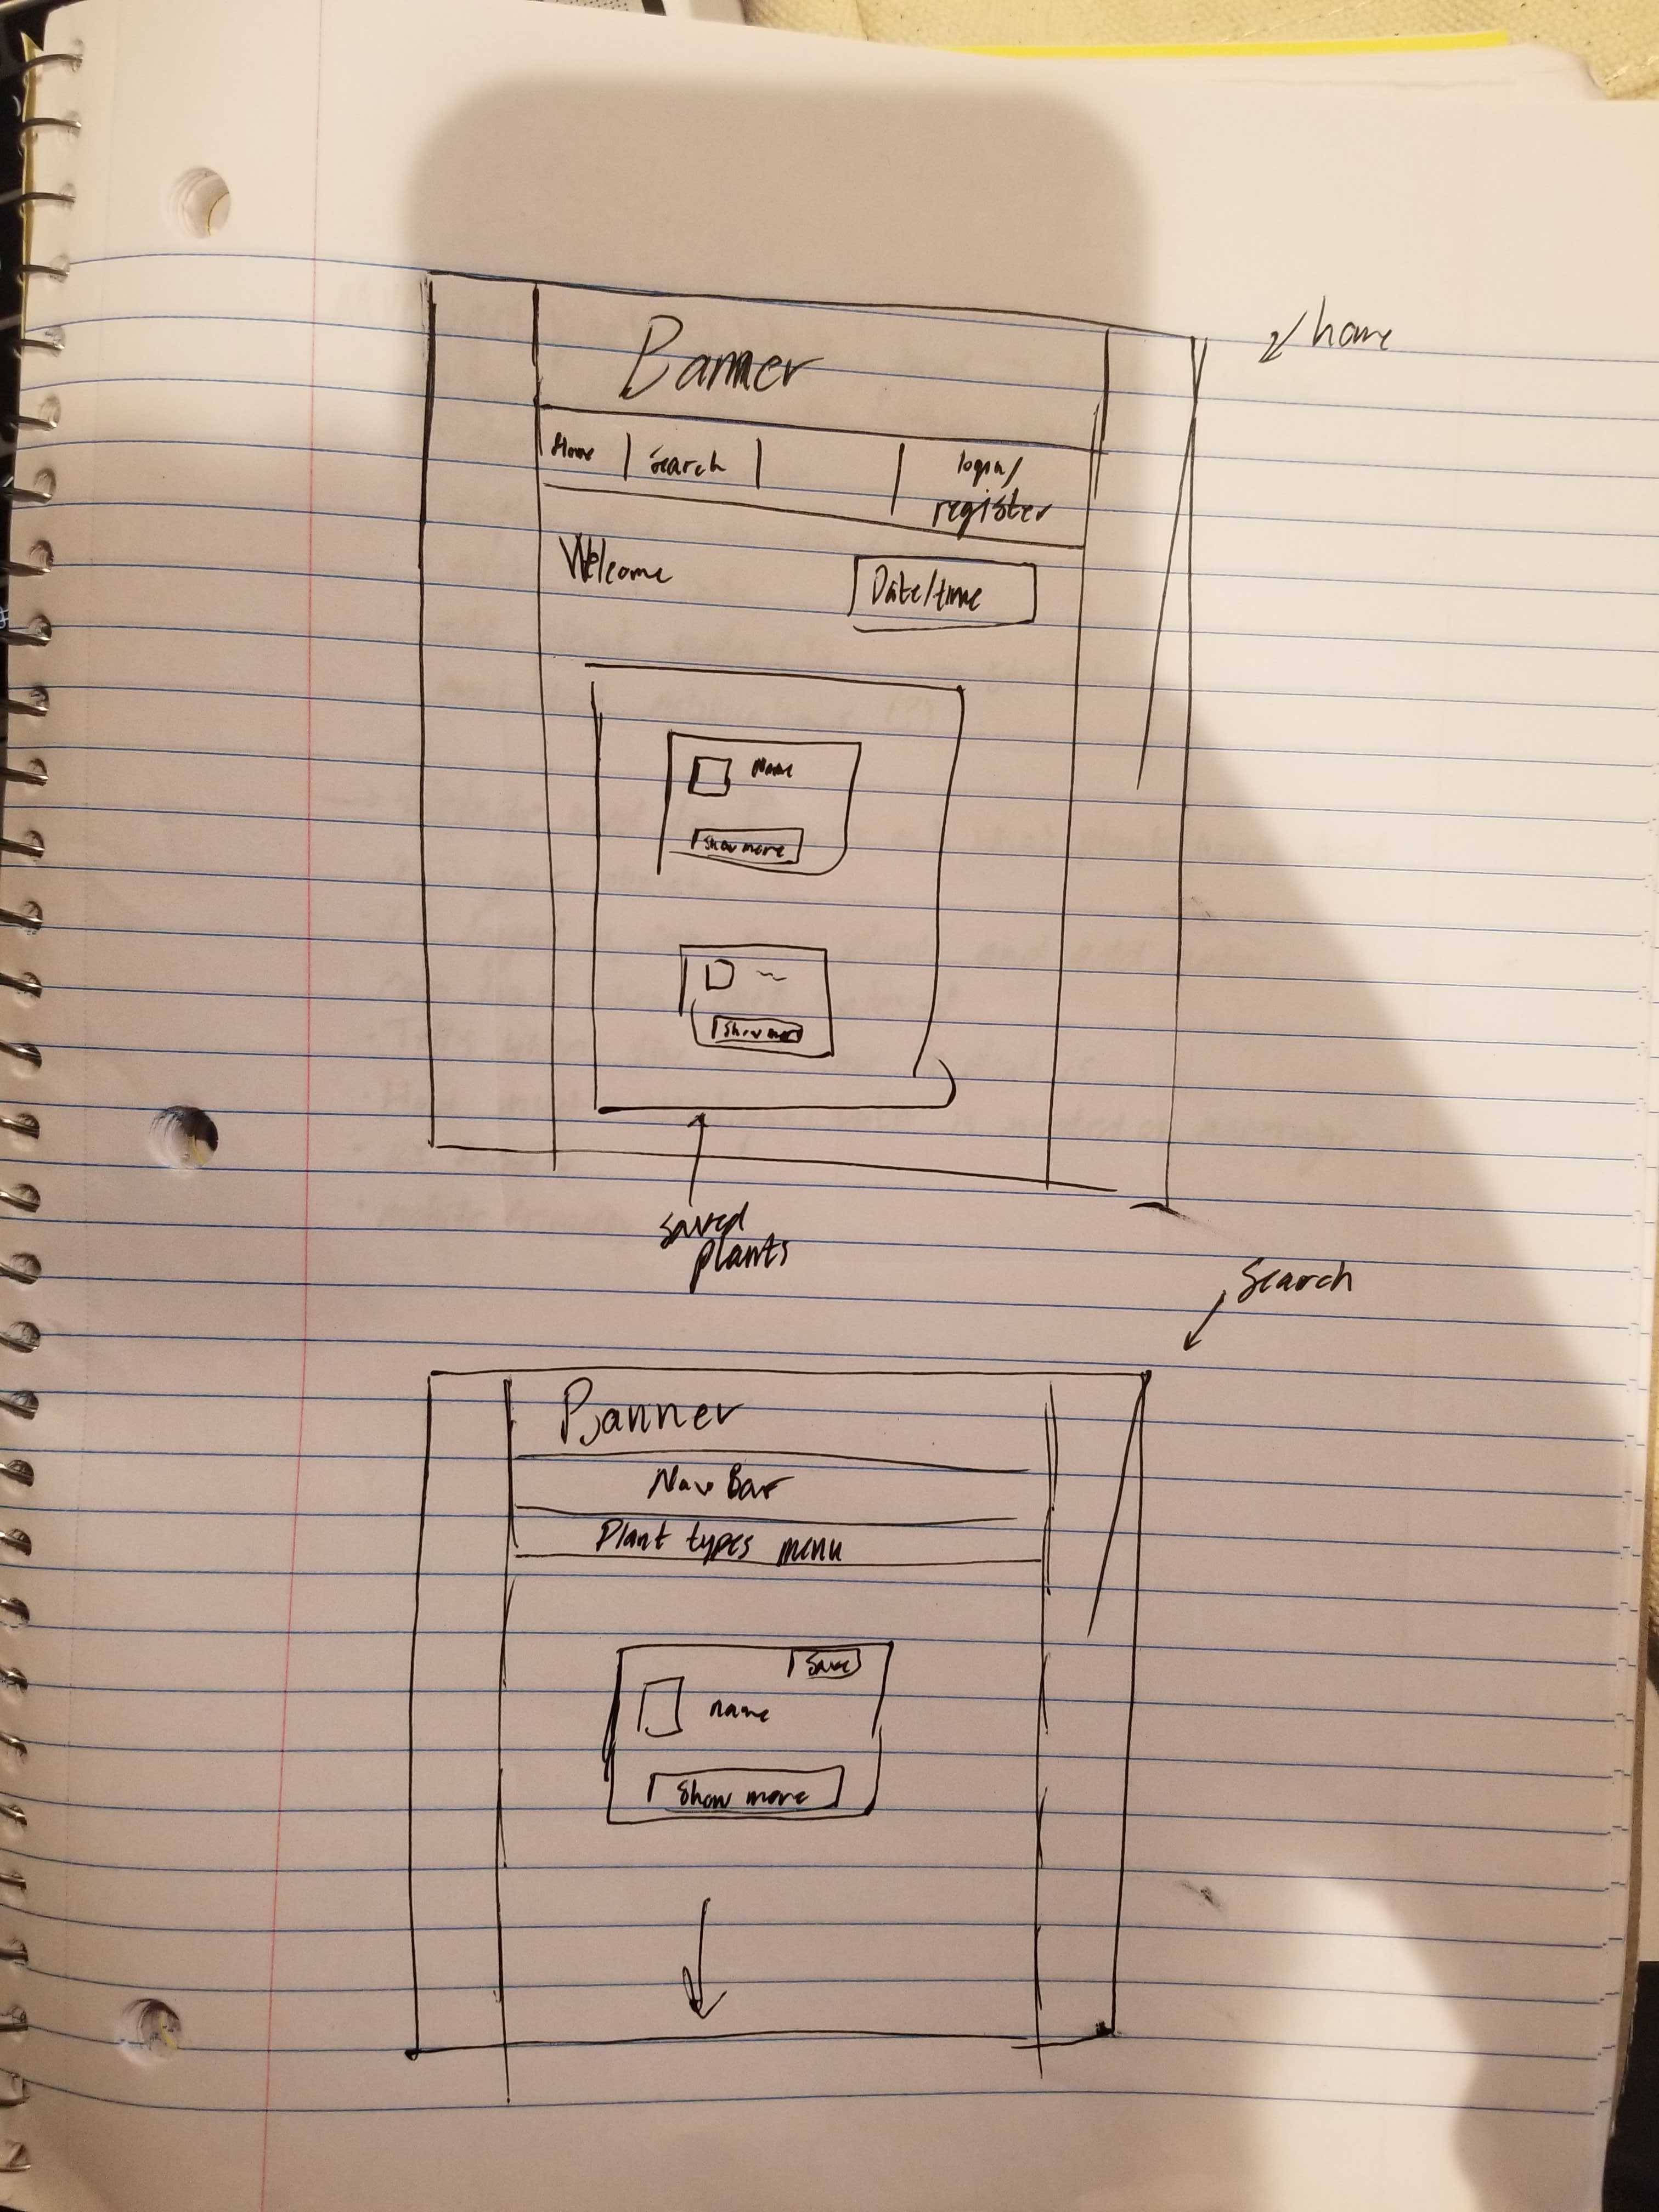 home
Banner
Home search login/
register
Welcome Date/time
Name
Show more
Show more
saved
plants
Search
Banner
Nav Bar
Plant types menu
Save
name
Show more